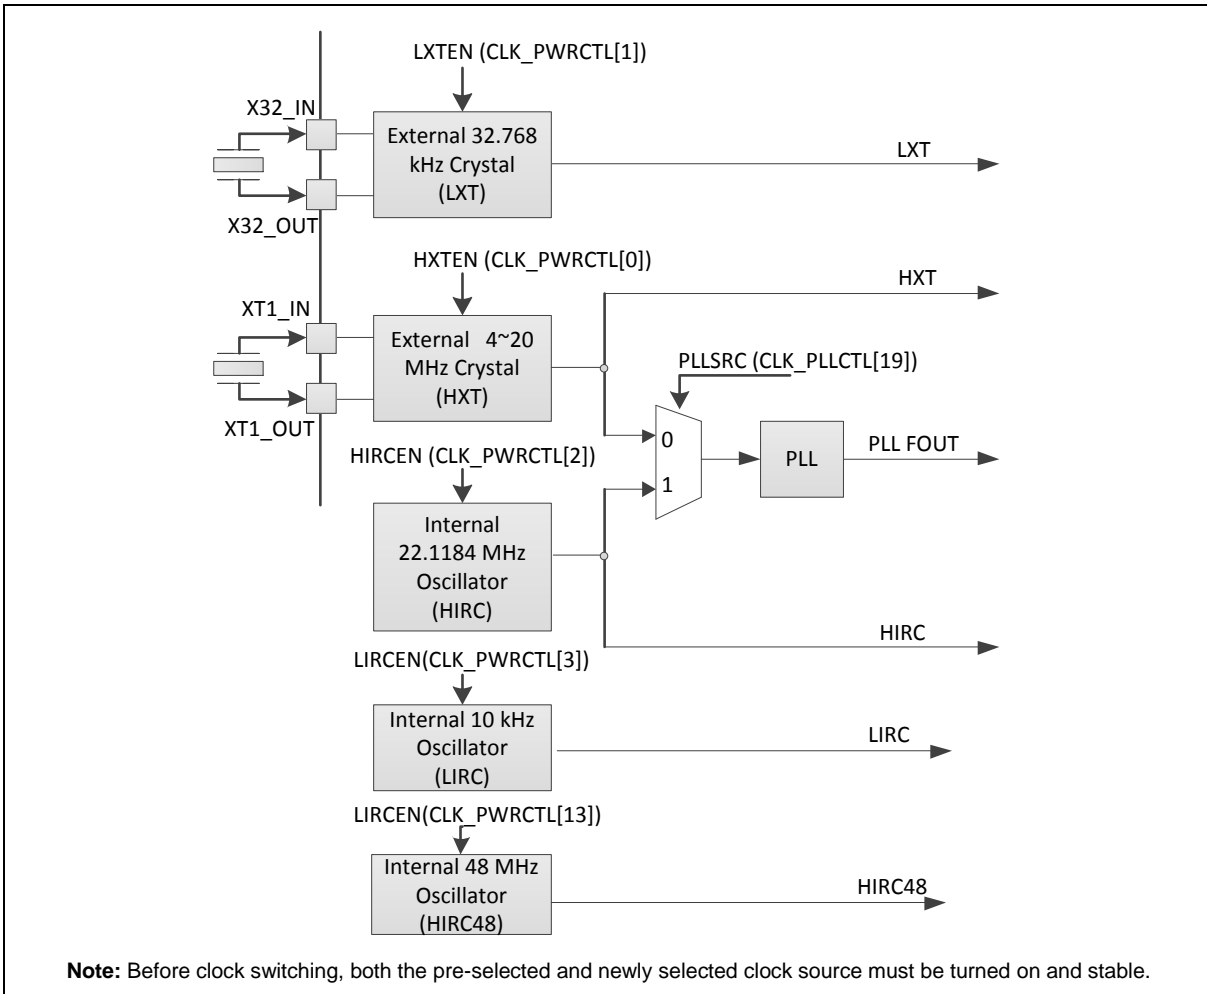 LXTEN (CLK_PWRCTL[1])
X32_IN
External 32.768
kHz Crystal
(LXT)
LXT
X32_OUT
HXTEN (CLK_PWRCTL[0])
HXT
XT1_IN
External 4~20
MHz Crystal
(HXT)
PLLSRC (CLK_PLLCTL[19])
XT1_OUT
0
1
PLL
PLL FOUT
HIRCEN (CLK_PWRCTL[2])
Internal
22.1184 MHz
Oscillator
(HIRC)
HIRC
LIRCEN(CLK_PWRCTL[3])
Internal 10 kHz
Oscillator
(LIRC)
LIRC
LIRCEN(CLK_PWRCTL[13])
Internal 48 MHz
Oscillator
(HIRC48)
HIRC48
Note: Before clock switching, both the pre-selected and newly selected clock source must be turned on and stable.